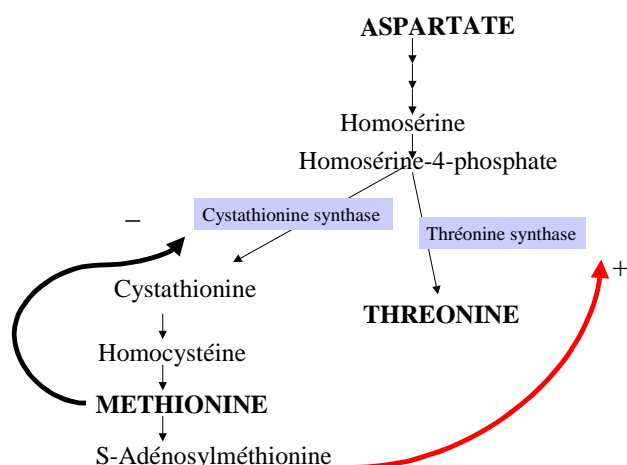 ASPARTATE
Homosérine
Homosérine-4-phosphate
–
Cystathionine synthase
Thréonine synthase
+
Cystathionine
THREONINE
Homocystéine
METHIONINE
S-Adénosylméthionine